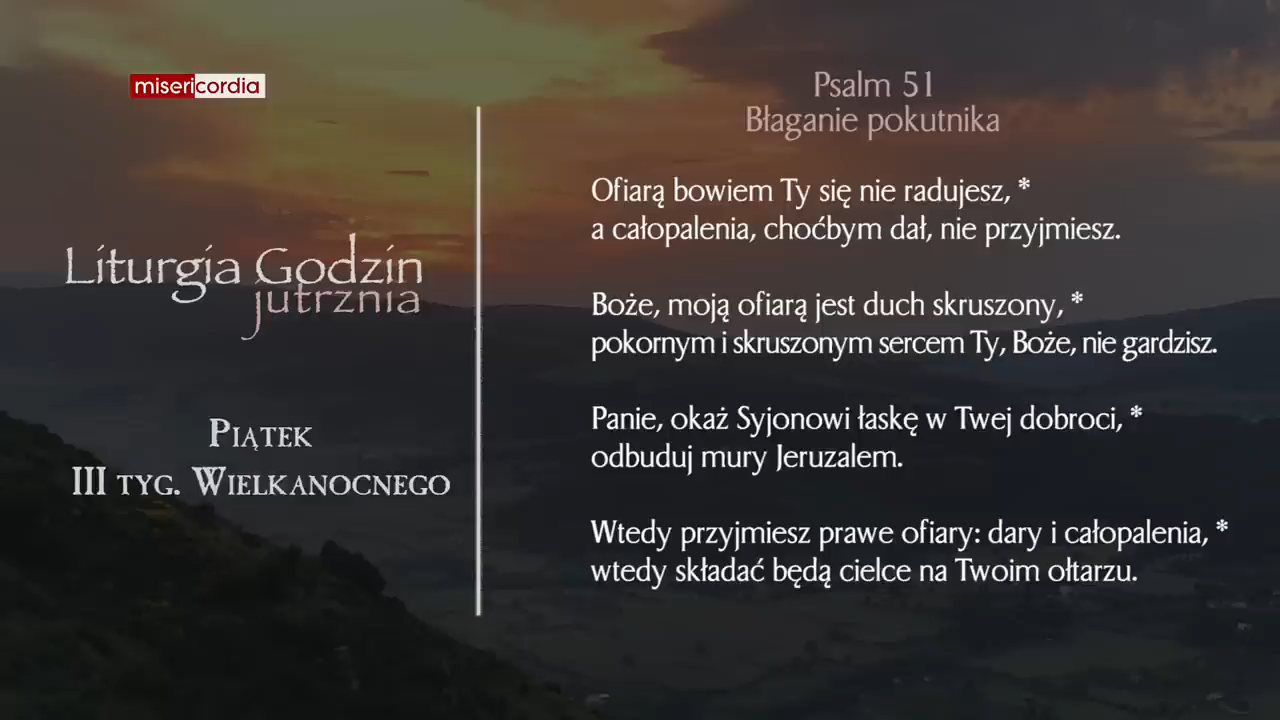 misericordia
Liturgia Godzin
jutrznia
Piątek
III tyg. Wielkanocnego
Psalm 51
Błaganie pokutnika
Ofiarą bowiem Ty się nie radujesz, *
a całopalenia, choćbym dał, nie przyjmiesz.
Boże, moją ofiarą jest duch skruszony, *
pokornym i skruszonym sercem Ty, Boże, nie gardzisz.
Panie, okaż Syjonowi łaskę w Twej dobroci, *
odbuduj mury Jeruzalem.
Wtedy przyjmiesz prawe ofiary: dary i całopalenia, *
wtedy składać będą cielce na Twoim ołtarzu.